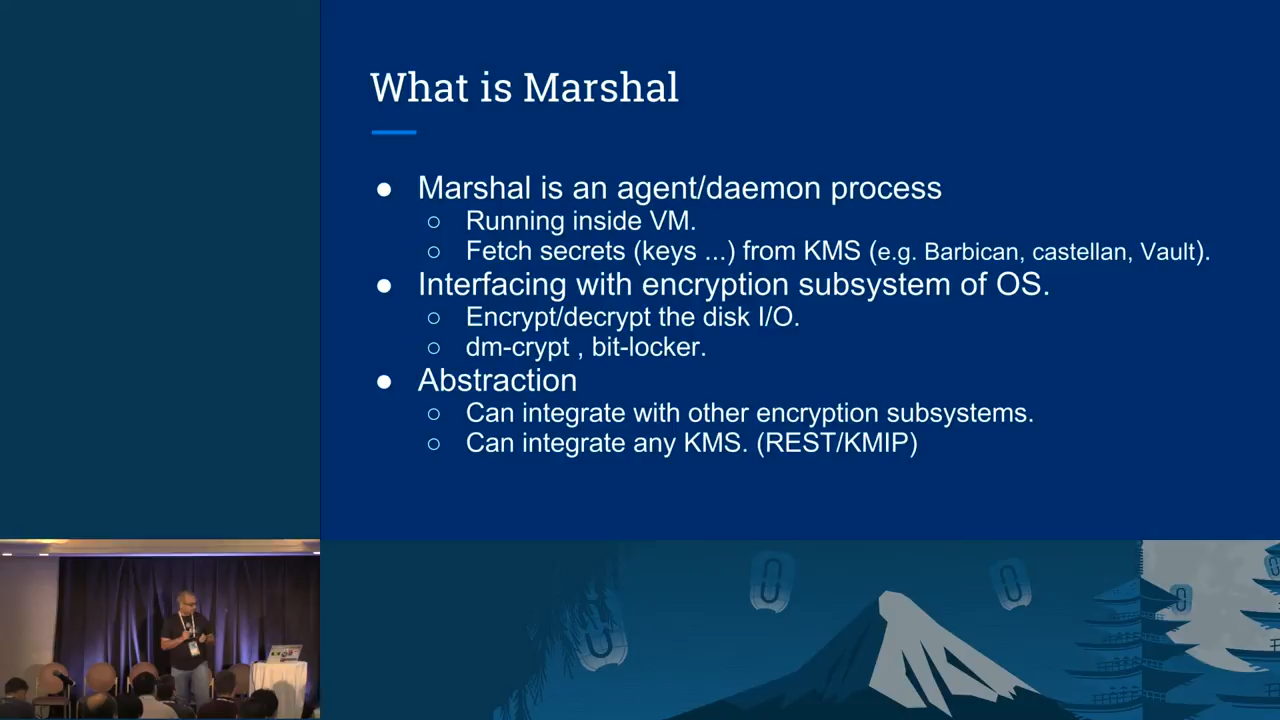 What is Marshal
● Marshal is an agent/daemon process
○ Running inside VM.
○ Fetch secrets (keys ...) from KMS (e.g. Barbican, castellan, Vault).
● Interfacing with encryption subsystem of OS.
○ Encrypt/decrypt the disk I/O.
○ dm-crypt , bit-locker.
● Abstraction
○ Can integrate with other encryption subsystems.
○ Can integrate any KMS. (REST/KMIP)